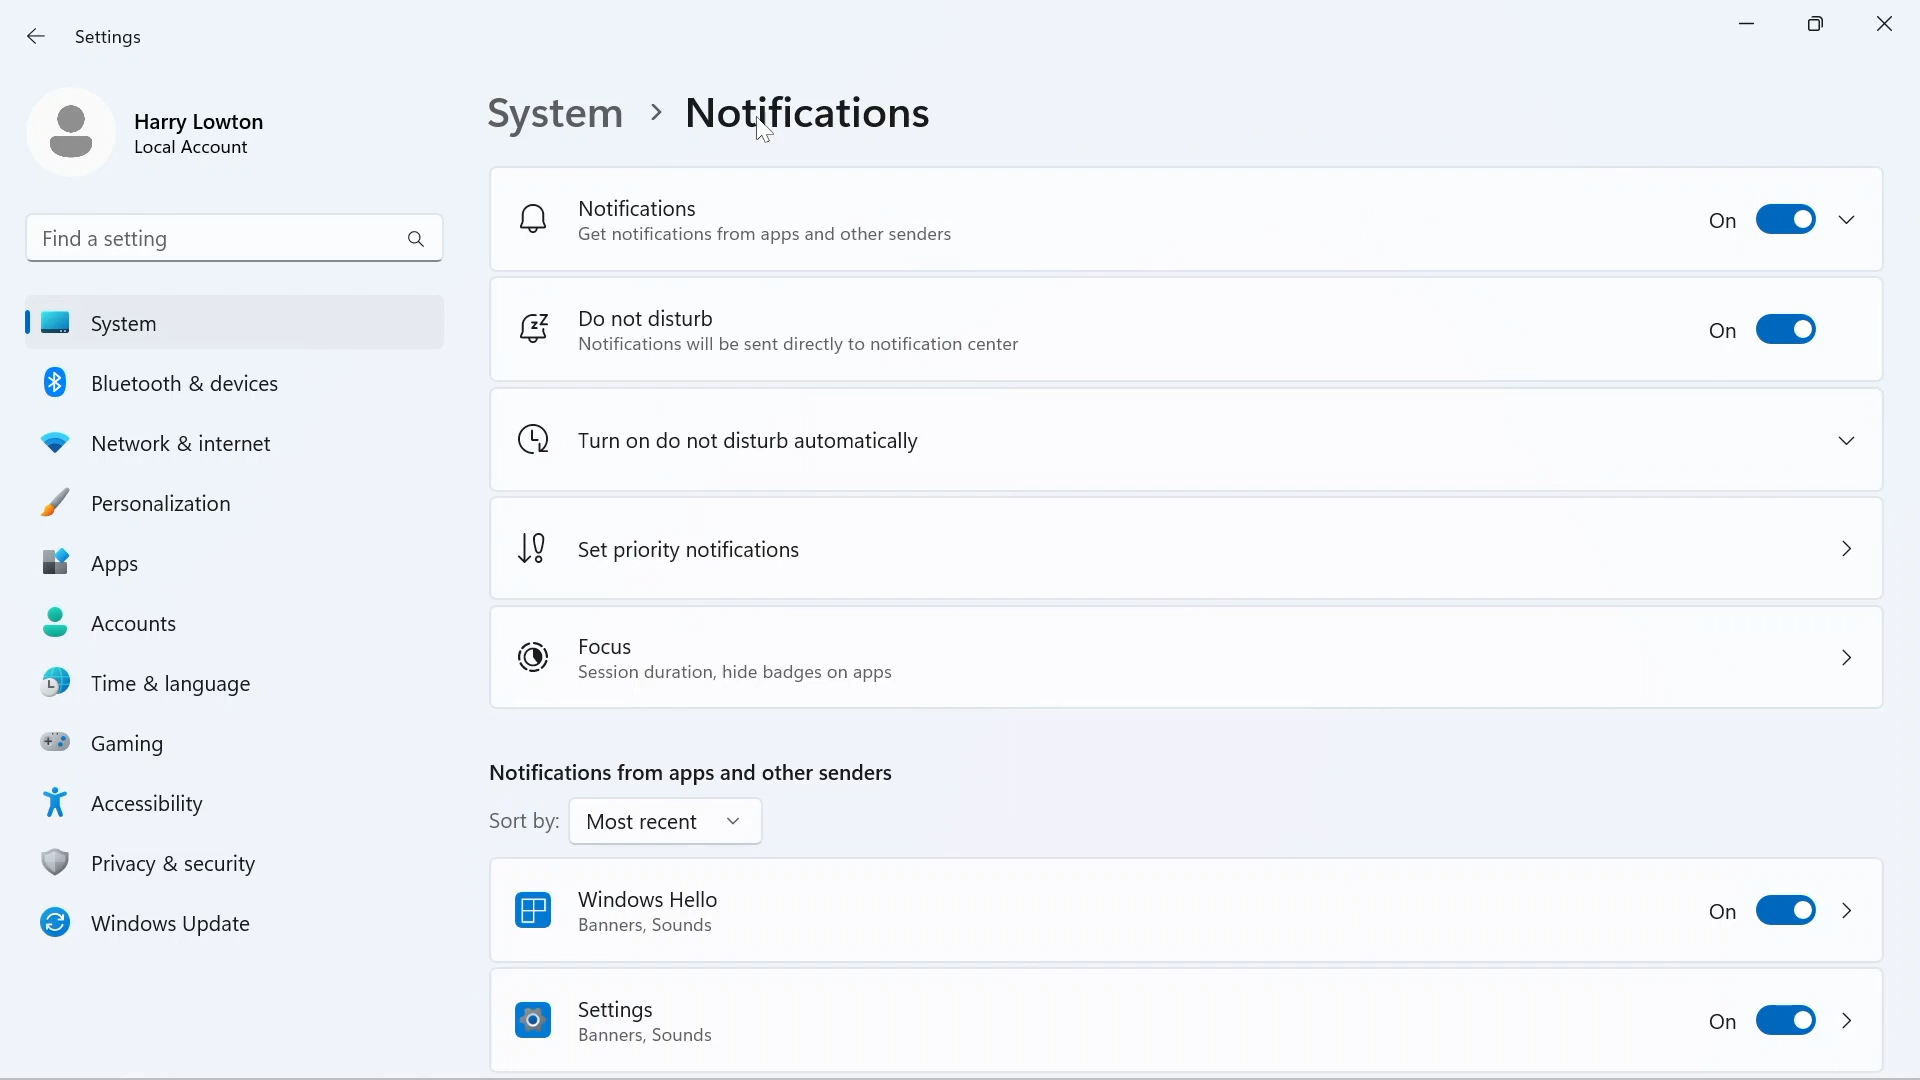 Settings
Harry Lowton
Local Account
Find a setting
System
Bluetooth & devices
Network & internet
Personalization
Apps
Accounts
Time & language
Gaming
Accessibility
Privacy & security
Windows Update
System > Notifications
Notifications On
Get notifications from apps and other senders
Do not disturb On
Notifications will be sent directly to notification center
Turn on do not disturb automatically
Set priority notifications
Focus
Session duration, hide badges on apps
Notifications from apps and other senders
Sort by: Most recent
Windows Hello On
Banners, Sounds
Settings On
Banners, Sounds